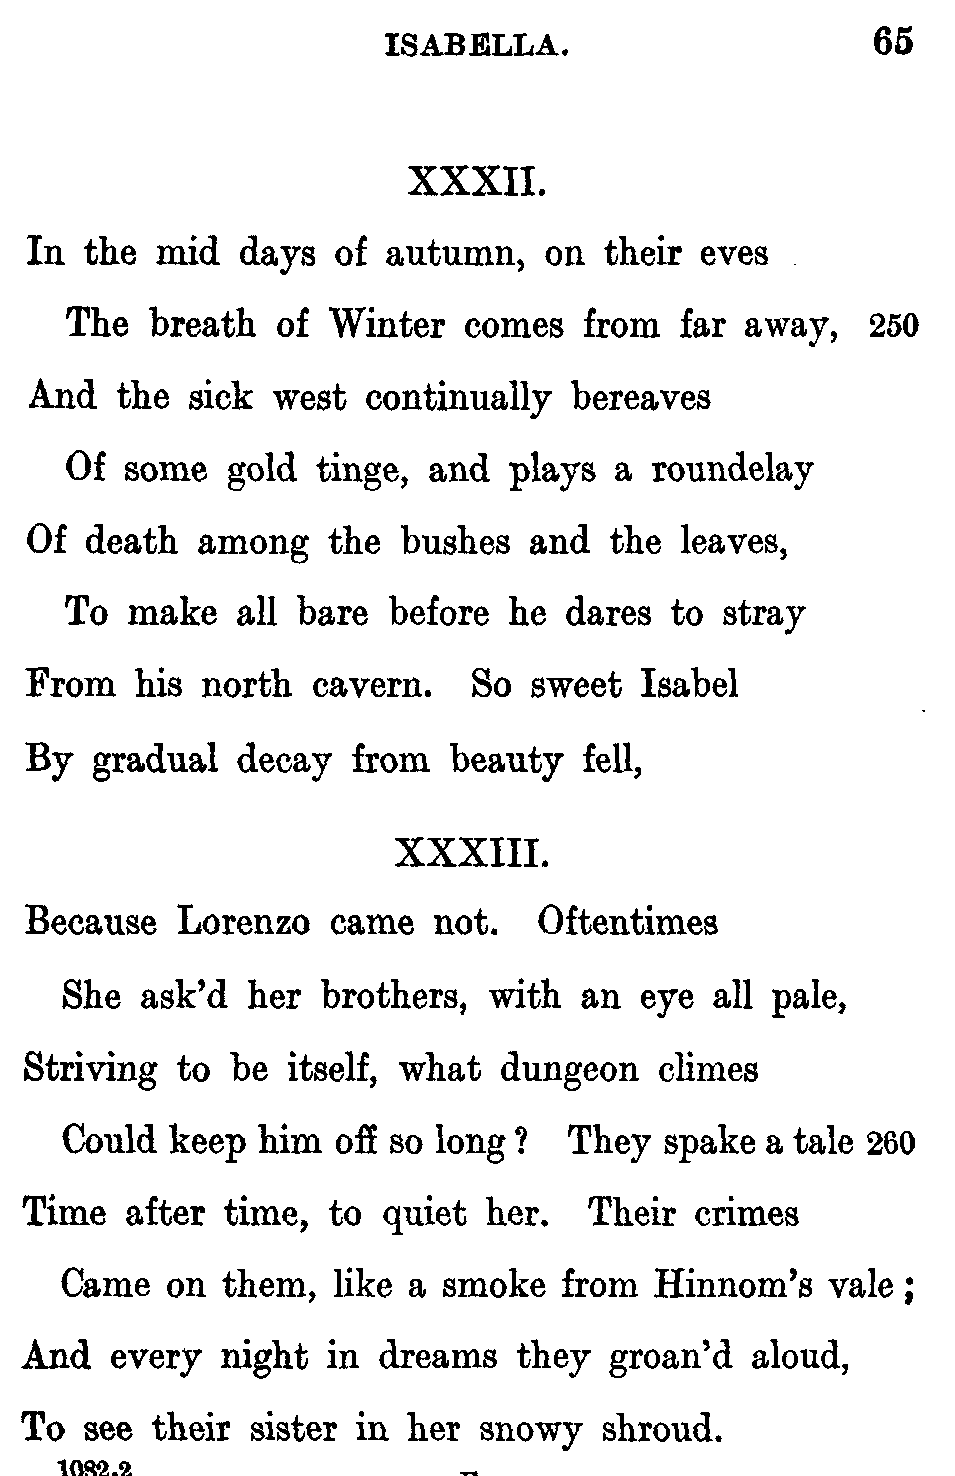 ISABELLA. 65
XXXII.
In the mid days of autumn, on their eves
The breath of Winter comes from far away, 250
And the sick west continually bereaves
Of some gold tinge, and plays a roundelay
Of death among the bushes and the leaves,
To make all bare before he dares to stray
From his north cavern. So sweet Isabel
By gradual decay from beauty fell,
XXXIII.
Because Lorenzo came not. Oftentimes
She ask'd her brothers, with an eye all pale,
Striving to be itself, what dungeon climes
Could keep him off so long? They spake a tale 260
Time after time, to quiet her. Their crimes
Came on them, like a smoke from Hinnom's vale;
And every night in dreams they groan'd aloud,
To see their sister in her snowy shroud.
1082.2